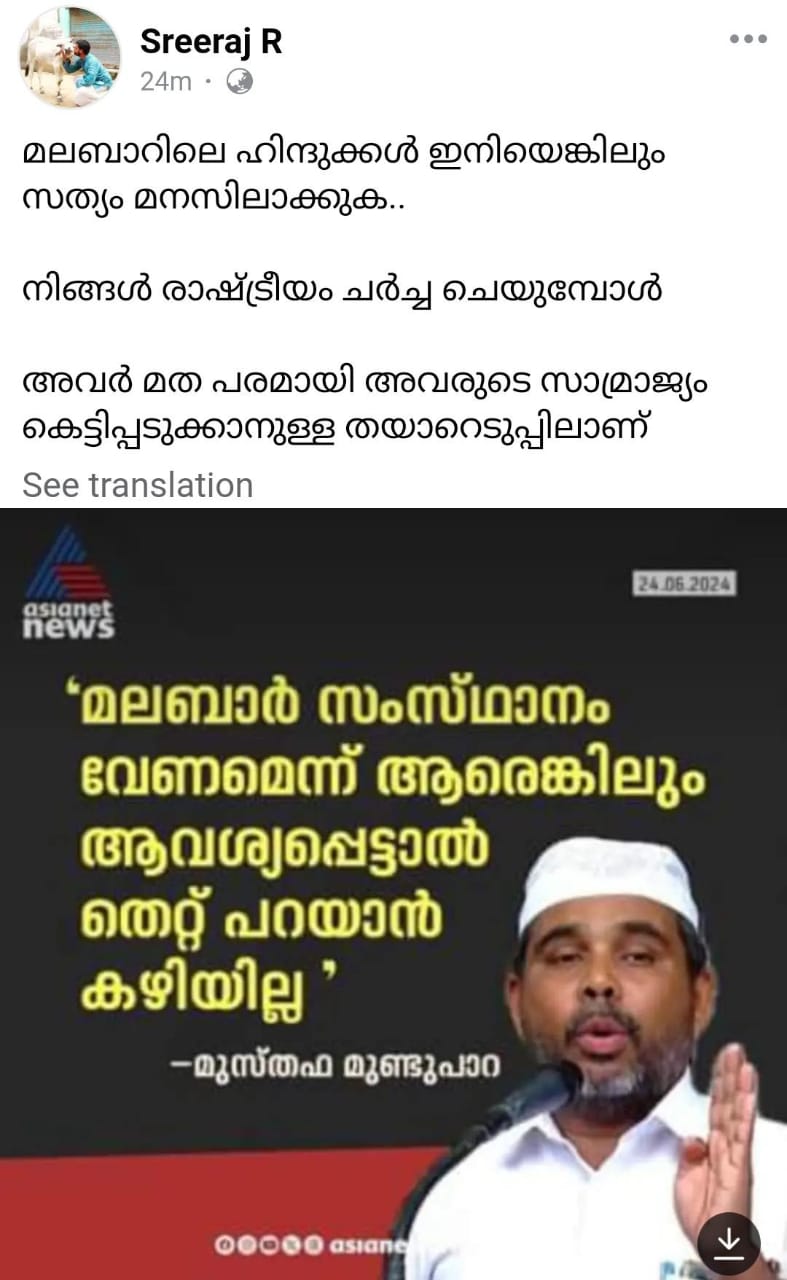 Sreeraj R
24m ·
മലബാറിലെ ഹിന്ദുക്കൾ ഇനിയെങ്കിലും
സത്യം മനസിലാക്കുക..
നിങ്ങൾ രാഷ്ട്രീയം ചർച്ച ചെയുമ്പോൾ
അവർ മത പരമായി അവരുടെ സാമ്രാജ്യം
കെട്ടിപ്പടുക്കാനുള്ള തയാറെടുപ്പിലാണ്
See translation
asianet
news
24.06.2024
‘മലബാർ സംസ്ഥാനം
വേണമെന്ന് ആരെങ്കിലും
ആവശ്യപ്പെട്ടാൽ
തെറ്റ് പറയാൻ
കഴിയില്ല ’
–മുസ്തഫ മുണ്ടുപാറ
asiane